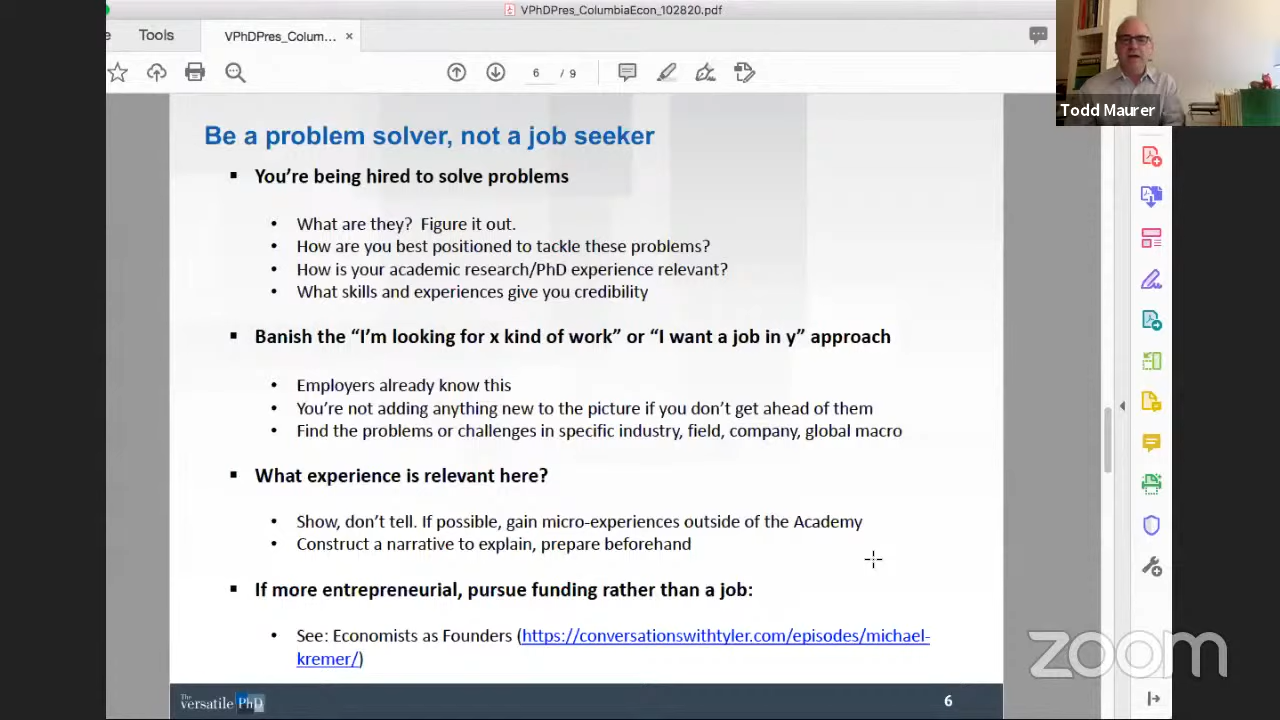 VPhDPres_ColumbiaEcon_102820.pdf
Tools
VPhDPres_Colum... ×
6 / 9
Todd Maurer
Be a problem solver, not a job seeker
▪ You're being hired to solve problems
• What are they? Figure it out.
• How are you best positioned to tackle these problems?
• How is your academic research/PhD experience relevant?
• What skills and experiences give you credibility
▪ Banish the “I'm looking for x kind of work” or “I want a job in y” approach
• Employers already know this
• You're not adding anything new to the picture if you don't get ahead of them
• Find the problems or challenges in specific industry, field, company, global macro
▪ What experience is relevant here?
• Show, don't tell. If possible, gain micro-experiences outside of the Academy
• Construct a narrative to explain, prepare beforehand
▪ If more entrepreneurial, pursue funding rather than a job:
• See: Economists as Founders (https://conversationswithtyler.com/episodes/michael-
kremer/)
The
Versatile PhD
6
zoom